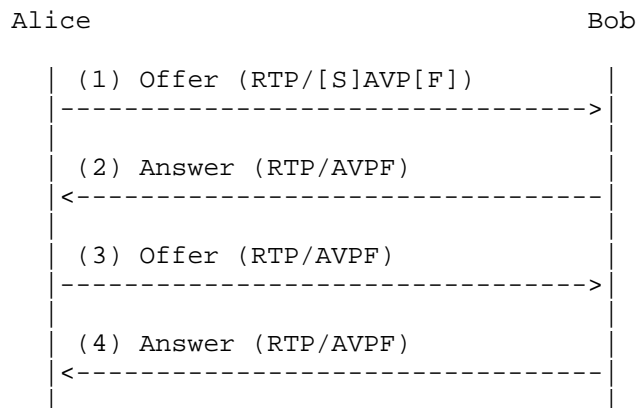 Alice Bob
(1) Offer (RTP/[S]AVP[F])
|--------------------------------->|
(2) Answer (RTP/AVPF)
|<---------------------------------|
(3) Offer (RTP/AVPF)
|--------------------------------->|
(4) Answer (RTP/AVPF)
|<---------------------------------|